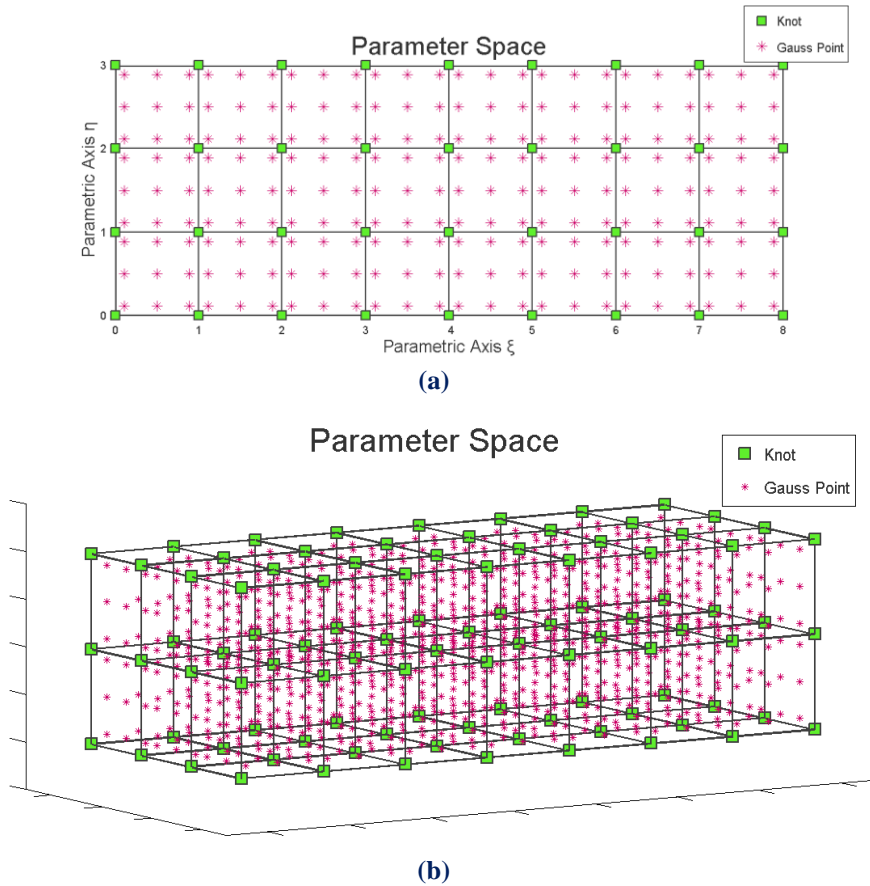 Knot
Gauss Point
Parameter Space
3
2
1
0
Parametric Axis η
0 1 2 3 4 5 6 7 8
Parametric Axis ξ
(a)
Parameter Space
Knot
Gauss Point
(b)